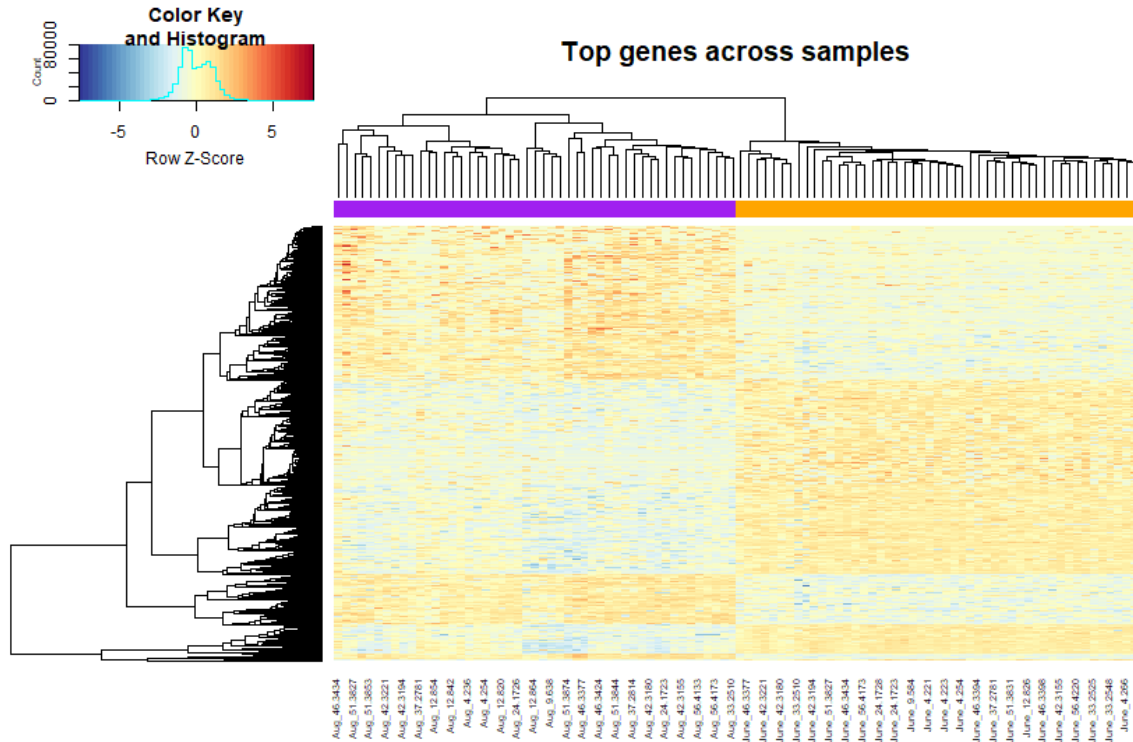 Color Key
and Histogram
Count
0
80000
-5
0
5
Row Z-Score
Top genes across samples
Aug_46.3434
Aug_51.3827
Aug_51.3853
Aug_42.3221
Aug_42.3194
Aug_37.2781
Aug_12.854
Aug_12.842
Aug_4.236
Aug_4.254
Aug_12.820
Aug_24.1726
Aug_12.864
Aug_9.638
Aug_51.3874
Aug_46.3377
Aug_46.3424
Aug_51.3844
Aug_37.2814
Aug_42.3180
Aug_24.1723
Aug_42.3155
Aug_56.4133
Aug_56.4173
Aug_33.2510
June_46.3377
June_42.3221
June_42.3180
June_33.2510
June_42.3194
June_51.3827
June_46.3434
June_56.4173
June_24.1728
June_24.1723
June_9.584
June_4.221
June_4.223
June_4.254
June_46.3394
June_37.2781
June_51.3831
June_12.826
June_46.3398
June_42.3155
June_56.4220
June_33.2525
June_33.2548
June_4.266